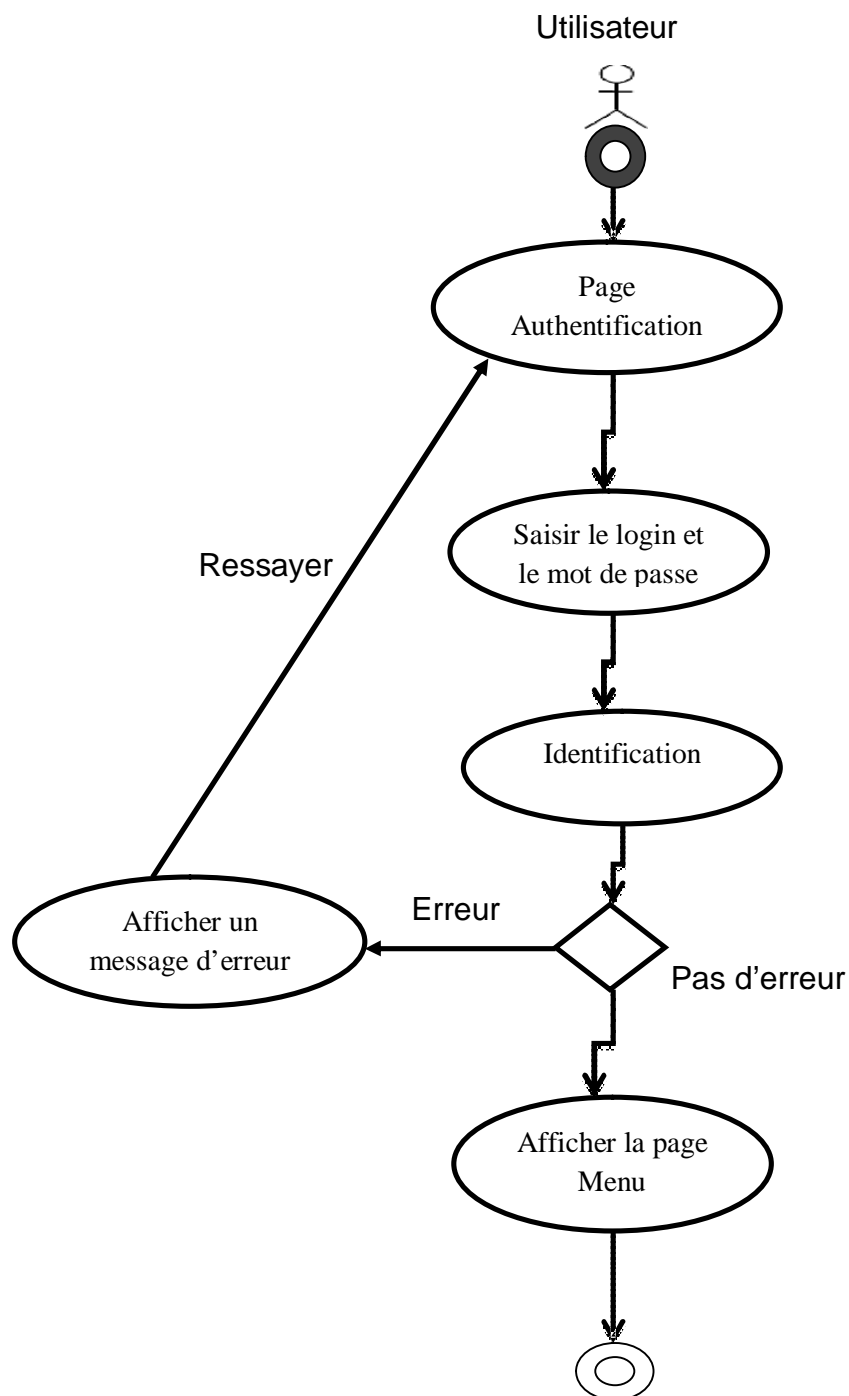 Utilisateur
Page
Authentification
Saisir le login et
le mot de passe
Ressayer
Identification
Erreur
Afficher un
message d’erreur
Pas d’erreur
Afficher la page
Menu